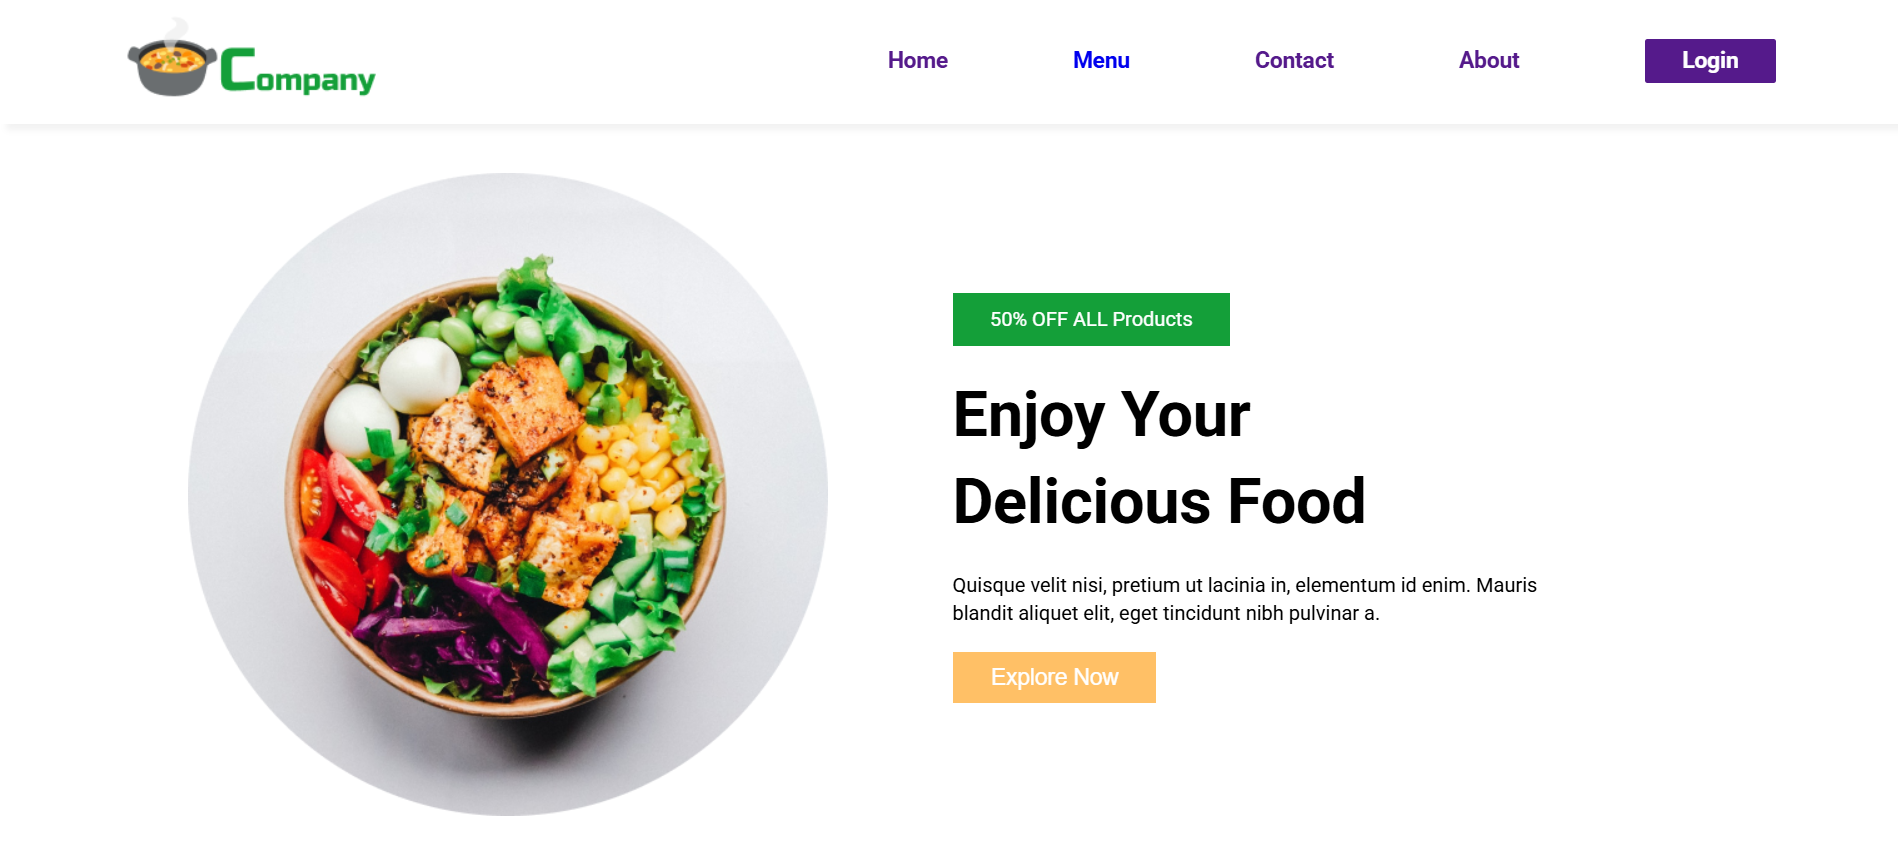 Company
Home
Menu
Contact
About
Login
50% OFF ALL Products
Enjoy Your
Delicious Food
Quisque velit nisi, pretium ut lacinia in, elementum id enim. Mauris
blandit aliquet elit, eget tincidunt nibh pulvinar a.
Explore Now